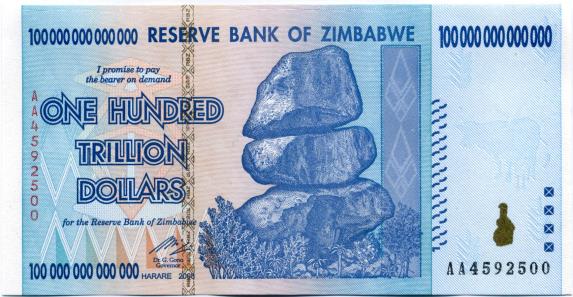 100 000 000 000 000 RESERVE BANK OF ZIMBABWE 100 000 000 000 000
I promise to pay
the bearer on demand
AA4592500
ONE HUNDRED
TRILLION
DOLLARS
for the Reserve Bank of Zimbabwe
Dr. G. Gono
Governor
100 000 000 000 000
HARARE 2008
AA4592500